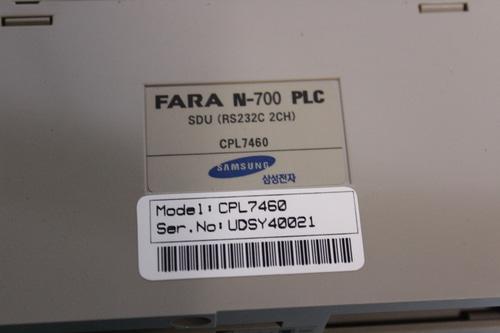 FARA N-700 PLC
SDU (RS232C 2CH)
CPL7460
SAMSUNG
삼성전자
Model: CPL7460
Ser.No: UDSY40021